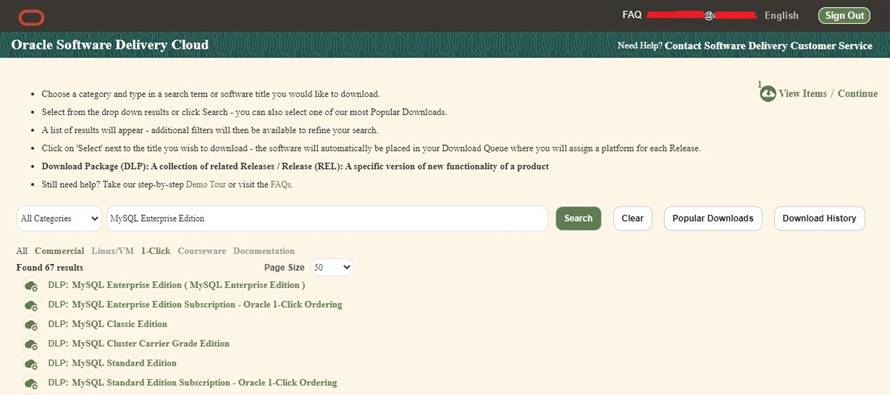 FAQ @ English Sign Out
Oracle Software Delivery Cloud Need Help? Contact Software Delivery Customer Service
1
View Items / Continue
• Choose a category and type in a search term or software title you would like to download.
• Select from the drop down results or click Search - you can also select one of our most Popular Downloads.
• A list of results will appear - additional filters will then be available to refine your search.
• Click on 'Select' next to the title you wish to download - the software will automatically be placed in your Download Queue where you will assign a platform for each Release.
• Download Package (DLP): A collection of related Releases / Release (REL): A specific version of new functionality of a product
• Still need help? Take our step-by-step Demo Tour or visit the FAQs.
All Categories MySQL Enterprise Edition Search Clear Popular Downloads Download History
All Commercial Linux/VM 1-Click Courseware Documentation
Found 67 results Page Size 50
DLP: MySQL Enterprise Edition ( MySQL Enterprise Edition )
DLP: MySQL Enterprise Edition Subscription - Oracle 1-Click Ordering
DLP: MySQL Classic Edition
DLP: MySQL Cluster Carrier Grade Edition
DLP: MySQL Standard Edition
DLP: MySQL Standard Edition Subscription - Oracle 1-Click Ordering